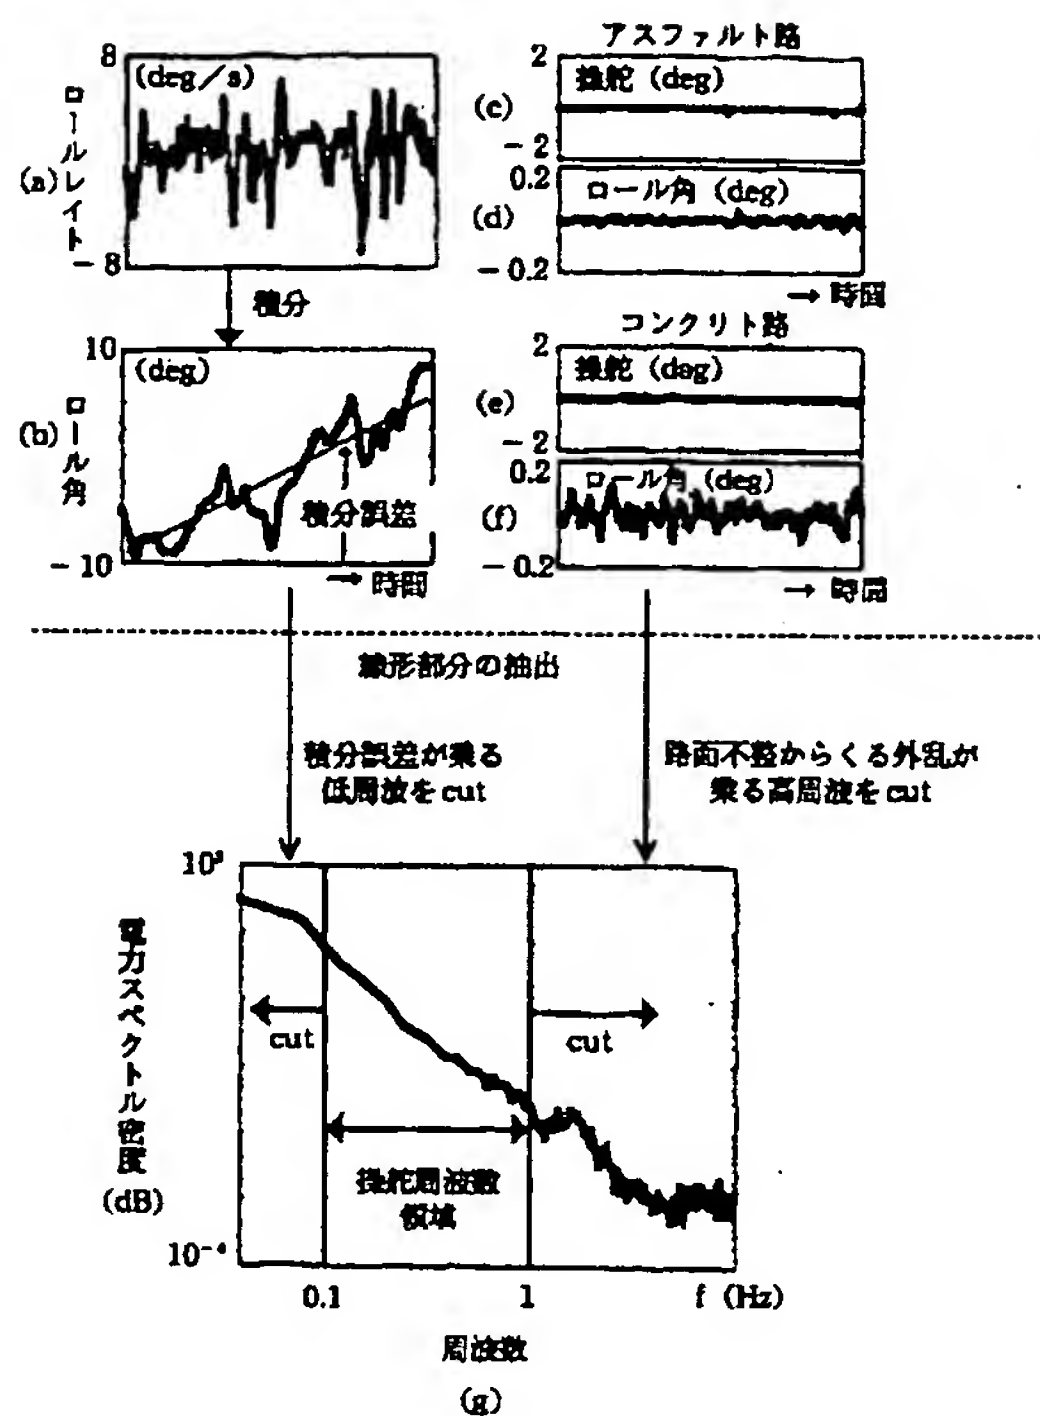 8
(deg/s)
ロールレイト
(a)
-8
積分
10
(deg)
(b)
ロール角
積分誤差
-10
→ 時間
アスファルト路
2
操舵 (deg)
(c)
-2
0.2
ロール角 (deg)
(d)
-0.2
→ 時間
コンクリト路
2
操舵 (deg)
(e)
-2
0.2
ロール角 (deg)
(f)
-0.2
→ 時間
線形部分の抽出
積分誤差が乗る
低周波をcut
路面不整からくる外乱が
乗る高周波をcut
電力スペクトル密度
(dB)
cut
cut
操舵周波数
領域
0.1
1
f (Hz)
周波数
(g)